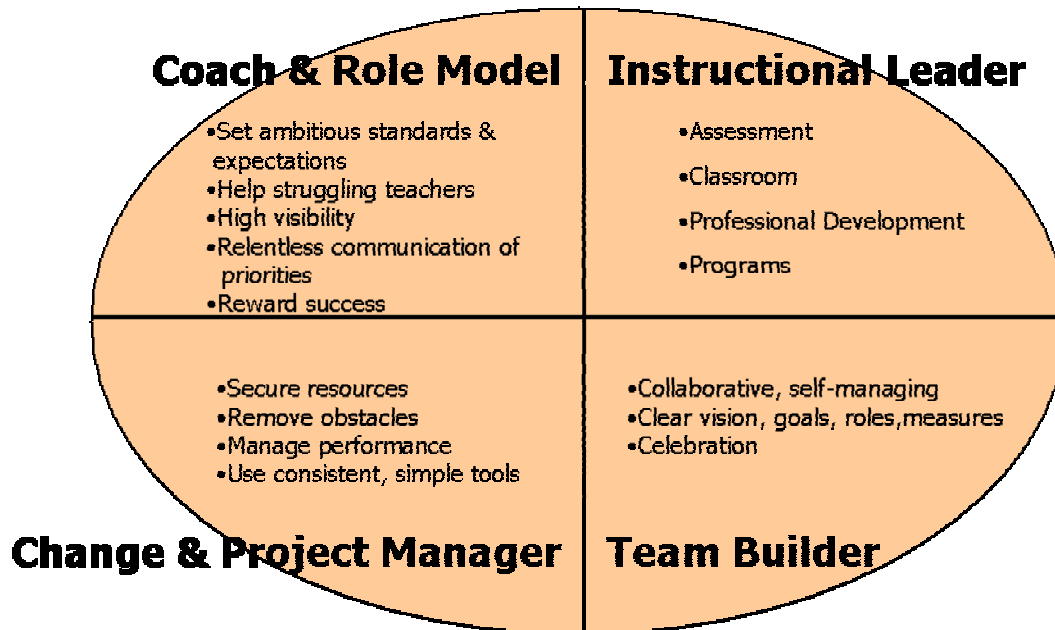 Coach & Role Model
•Set ambitious standards &
expectations
•Help struggling teachers
•High visibility
•Relentless communication of
priorities
•Reward success
Instructional Leader
•Assessment
•Classroom
•Professional Development
•Programs
•Secure resources
•Remove obstacles
•Manage performance
•Use consistent, simple tools
Change & Project Manager
•Collaborative, self-managing
•Clear vision, goals, roles,measures
•Celebration
Team Builder